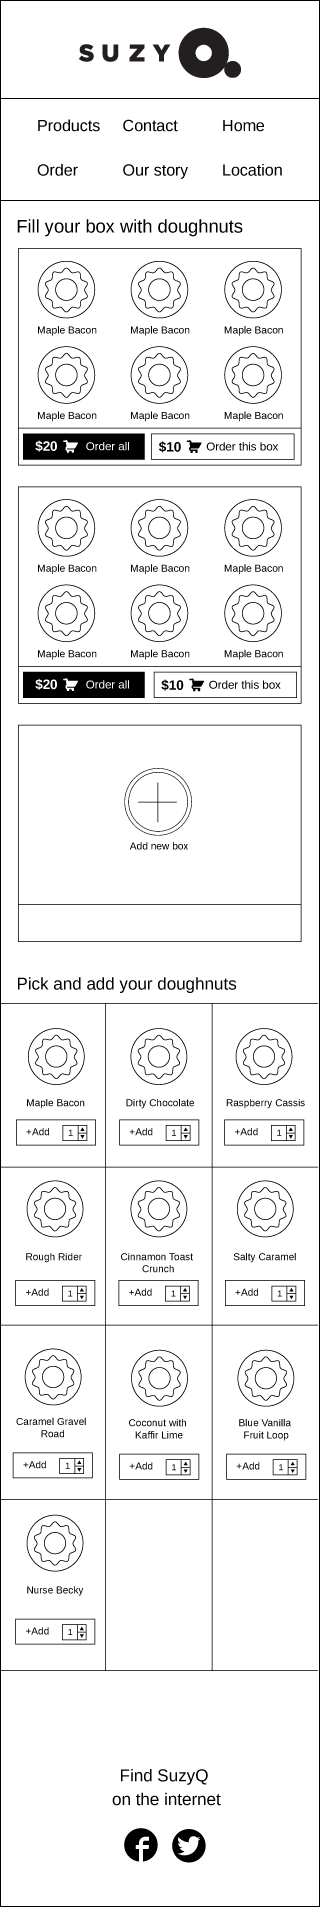 SUZY Q.
Products Contact Home
Order Our story Location
Fill your box with doughnuts
Maple Bacon Maple Bacon Maple Bacon
Maple Bacon Maple Bacon Maple Bacon
$20 Order all $10 Order this box
Maple Bacon Maple Bacon Maple Bacon
Maple Bacon Maple Bacon Maple Bacon
$20 Order all $10 Order this box
Add new box
Pick and add your doughnuts
Maple Bacon Dirty Chocolate Raspberry Cassis
+Add 1 +Add 1 +Add 1
Rough Rider Cinnamon Toast Salty Caramel
Crunch
+Add 1 +Add 1 +Add 1
Caramel Gravel Coconut with Blue Vanilla
Road Kaffir Lime Fruit Loop
+Add 1 +Add 1 +Add 1
Nurse Becky
+Add 1
Find SuzyQ
on the internet